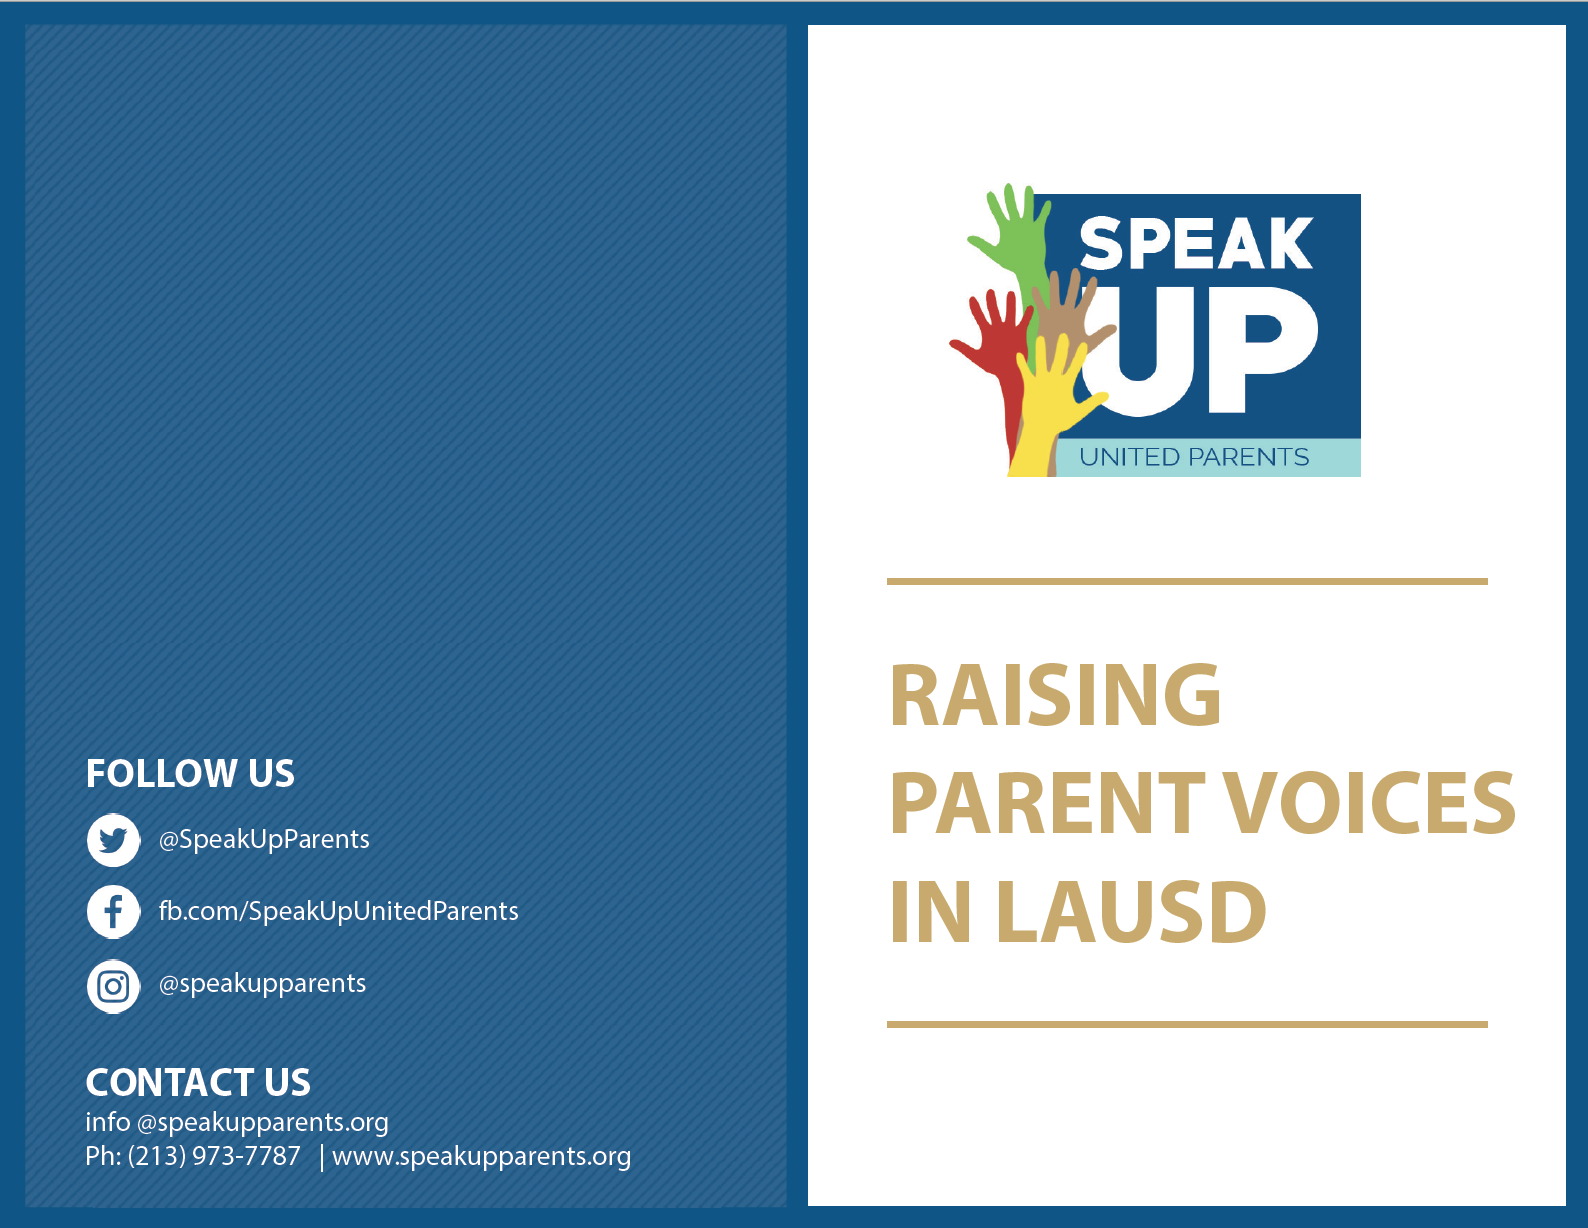 FOLLOW US
@SpeakUpParents
fb.com/SpeakUpUnitedParents
@speakupparents
CONTACT US
info @speakupparents.org
Ph: (213) 973-7787 | www.speakupparents.org
SPEAK
UP
UNITED PARENTS
RAISING
PARENT VOICES
IN LAUSD